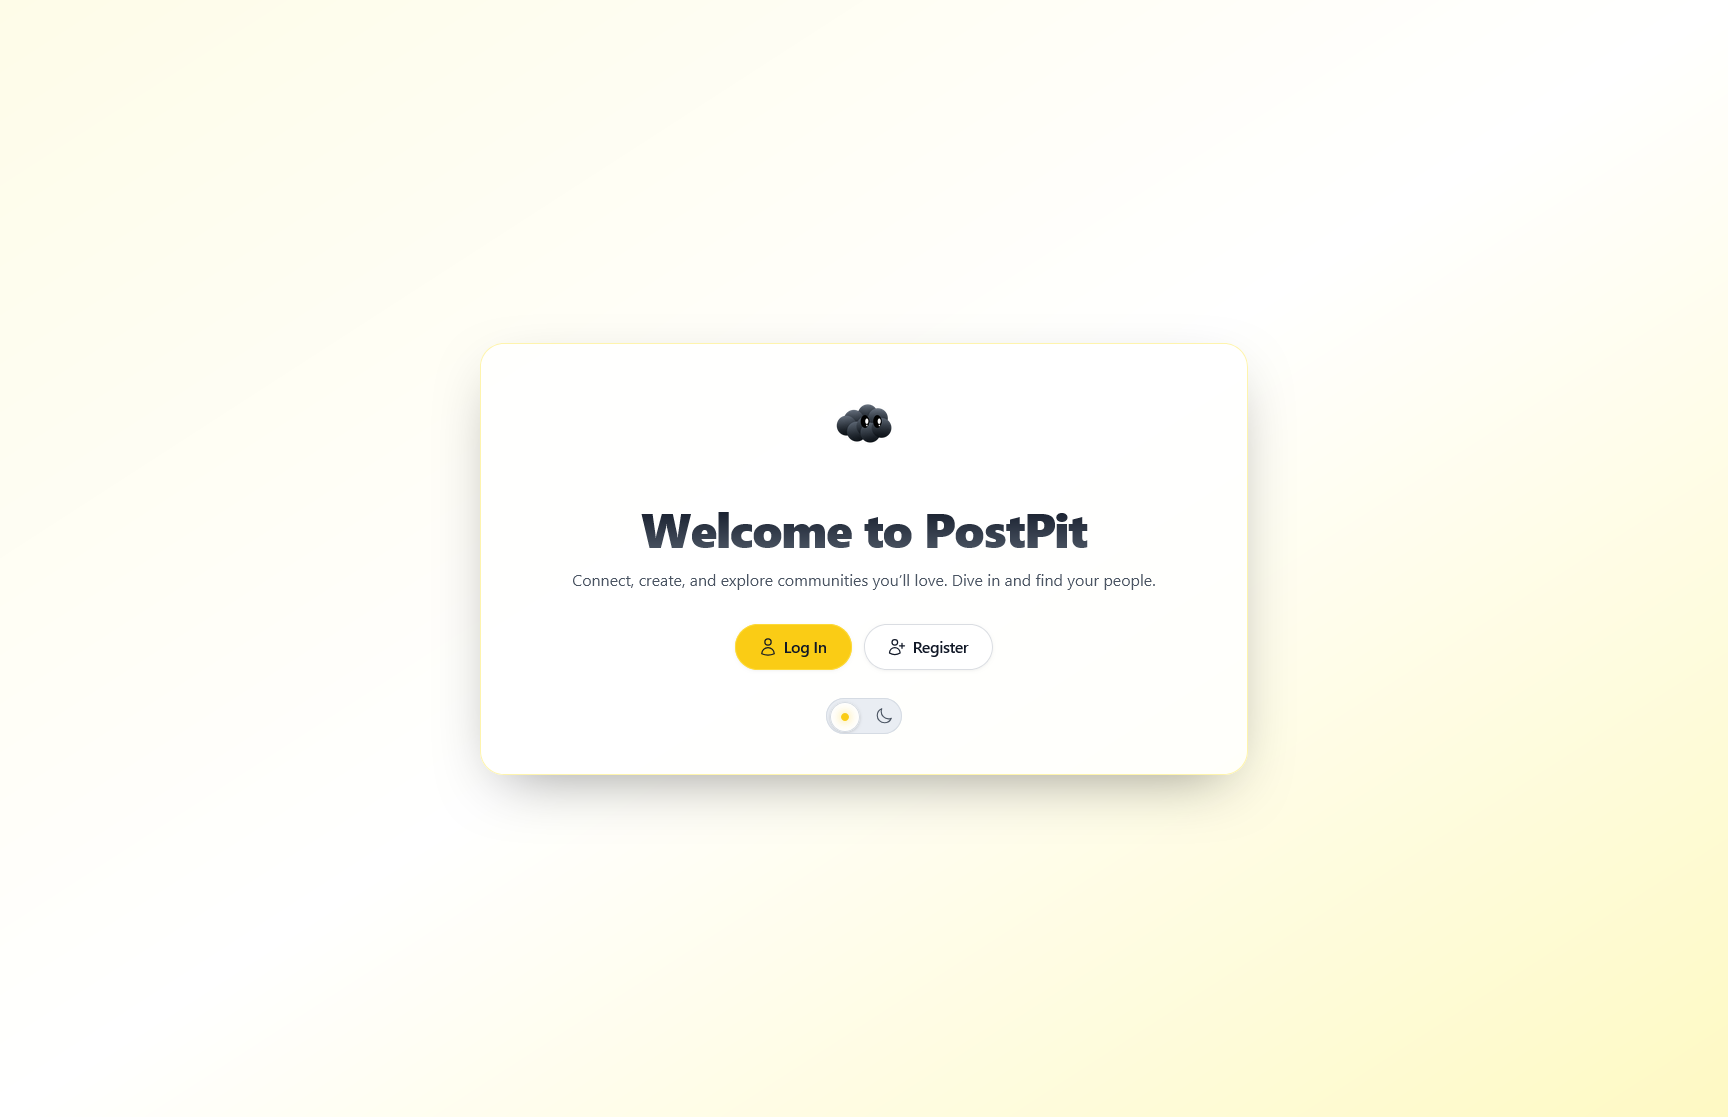 Welcome to PostPit
Connect, create, and explore communities you’ll love. Dive in and find your people.
Log In
Register